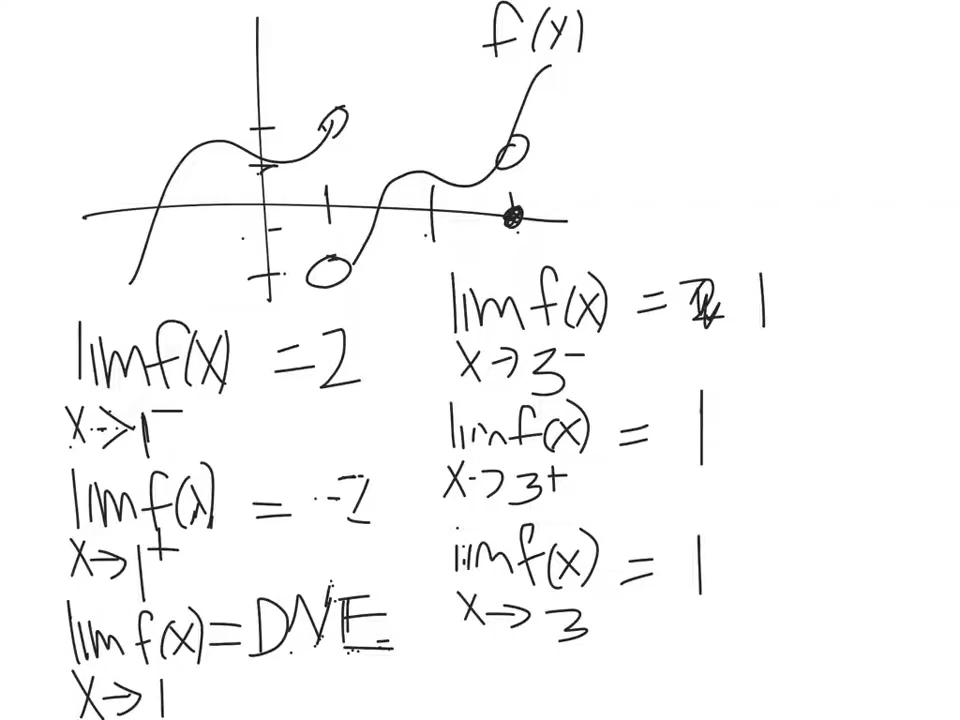 f(y)
lim f(x) = 2
x → 1⁻
lim f(x) = -2
x → 1⁺
lim f(x) = DNE
x → 1
lim f(x) = 1
x → 3⁻
lim f(x) = 1
x → 3⁺
lim f(x) = 1
x → 3